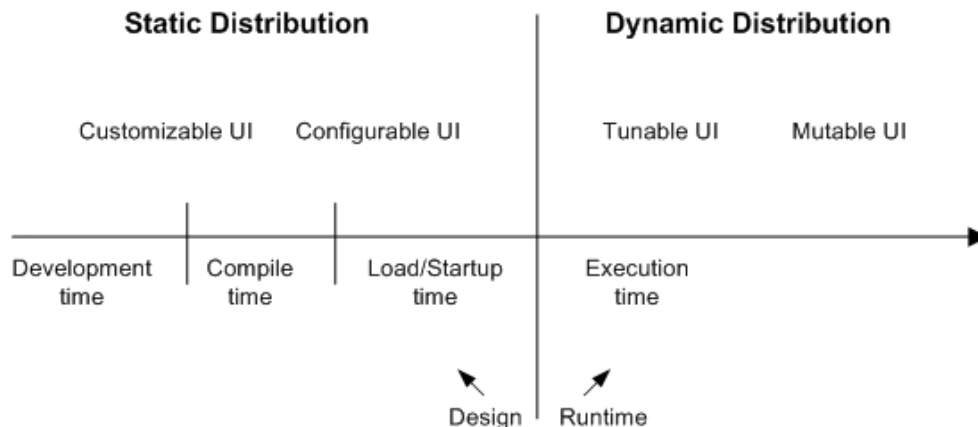 Static Distribution
Dynamic Distribution
Customizable UI
Configurable UI
Tunable UI
Mutable UI
Development
time
Compile
time
Load/Startup
time
Execution
time
Design
Runtime